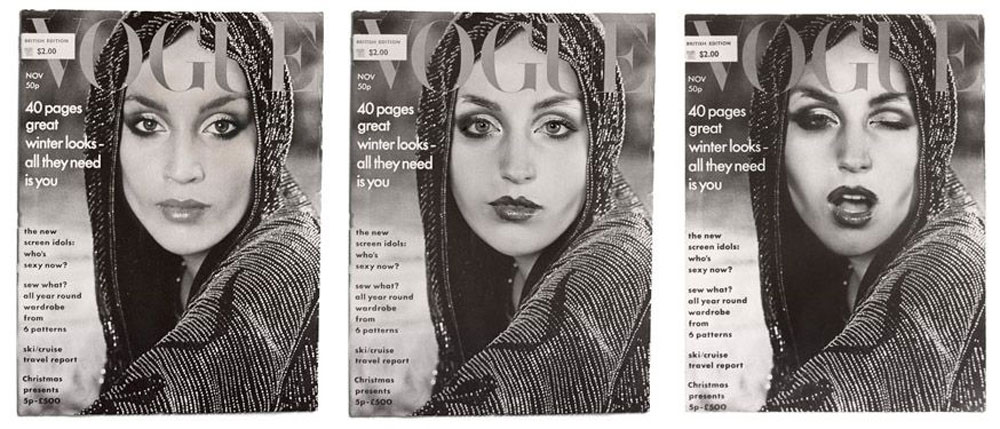 VOGUE
BRITISH EDITION
$2.00
NOV
50p
40 pages
great
winter looks-
all they need
is you
the new
screen idols:
who's
sexy now?
sew what?
all year round
wardrobe
from
6 patterns
ski/cruise
travel report
Christmas
presents
5p-£500
VOGUE
BRITISH EDITION
$2.00
NOV
50p
40 pages
great
winter looks-
all they need
is you
the new
screen idols:
who's
sexy now?
sew what?
all year round
wardrobe
from
6 patterns
ski/cruise
travel report
Christmas
presents
5p-£500
VOGUE
BRITISH EDITION
$2.00
NOV
50p
40 pages
great
winter looks-
all they need
is you
the new
screen idols:
who's
sexy now?
sew what?
all year round
wardrobe
from
6 patterns
ski/cruise
travel report
Christmas
presents
5p-£500